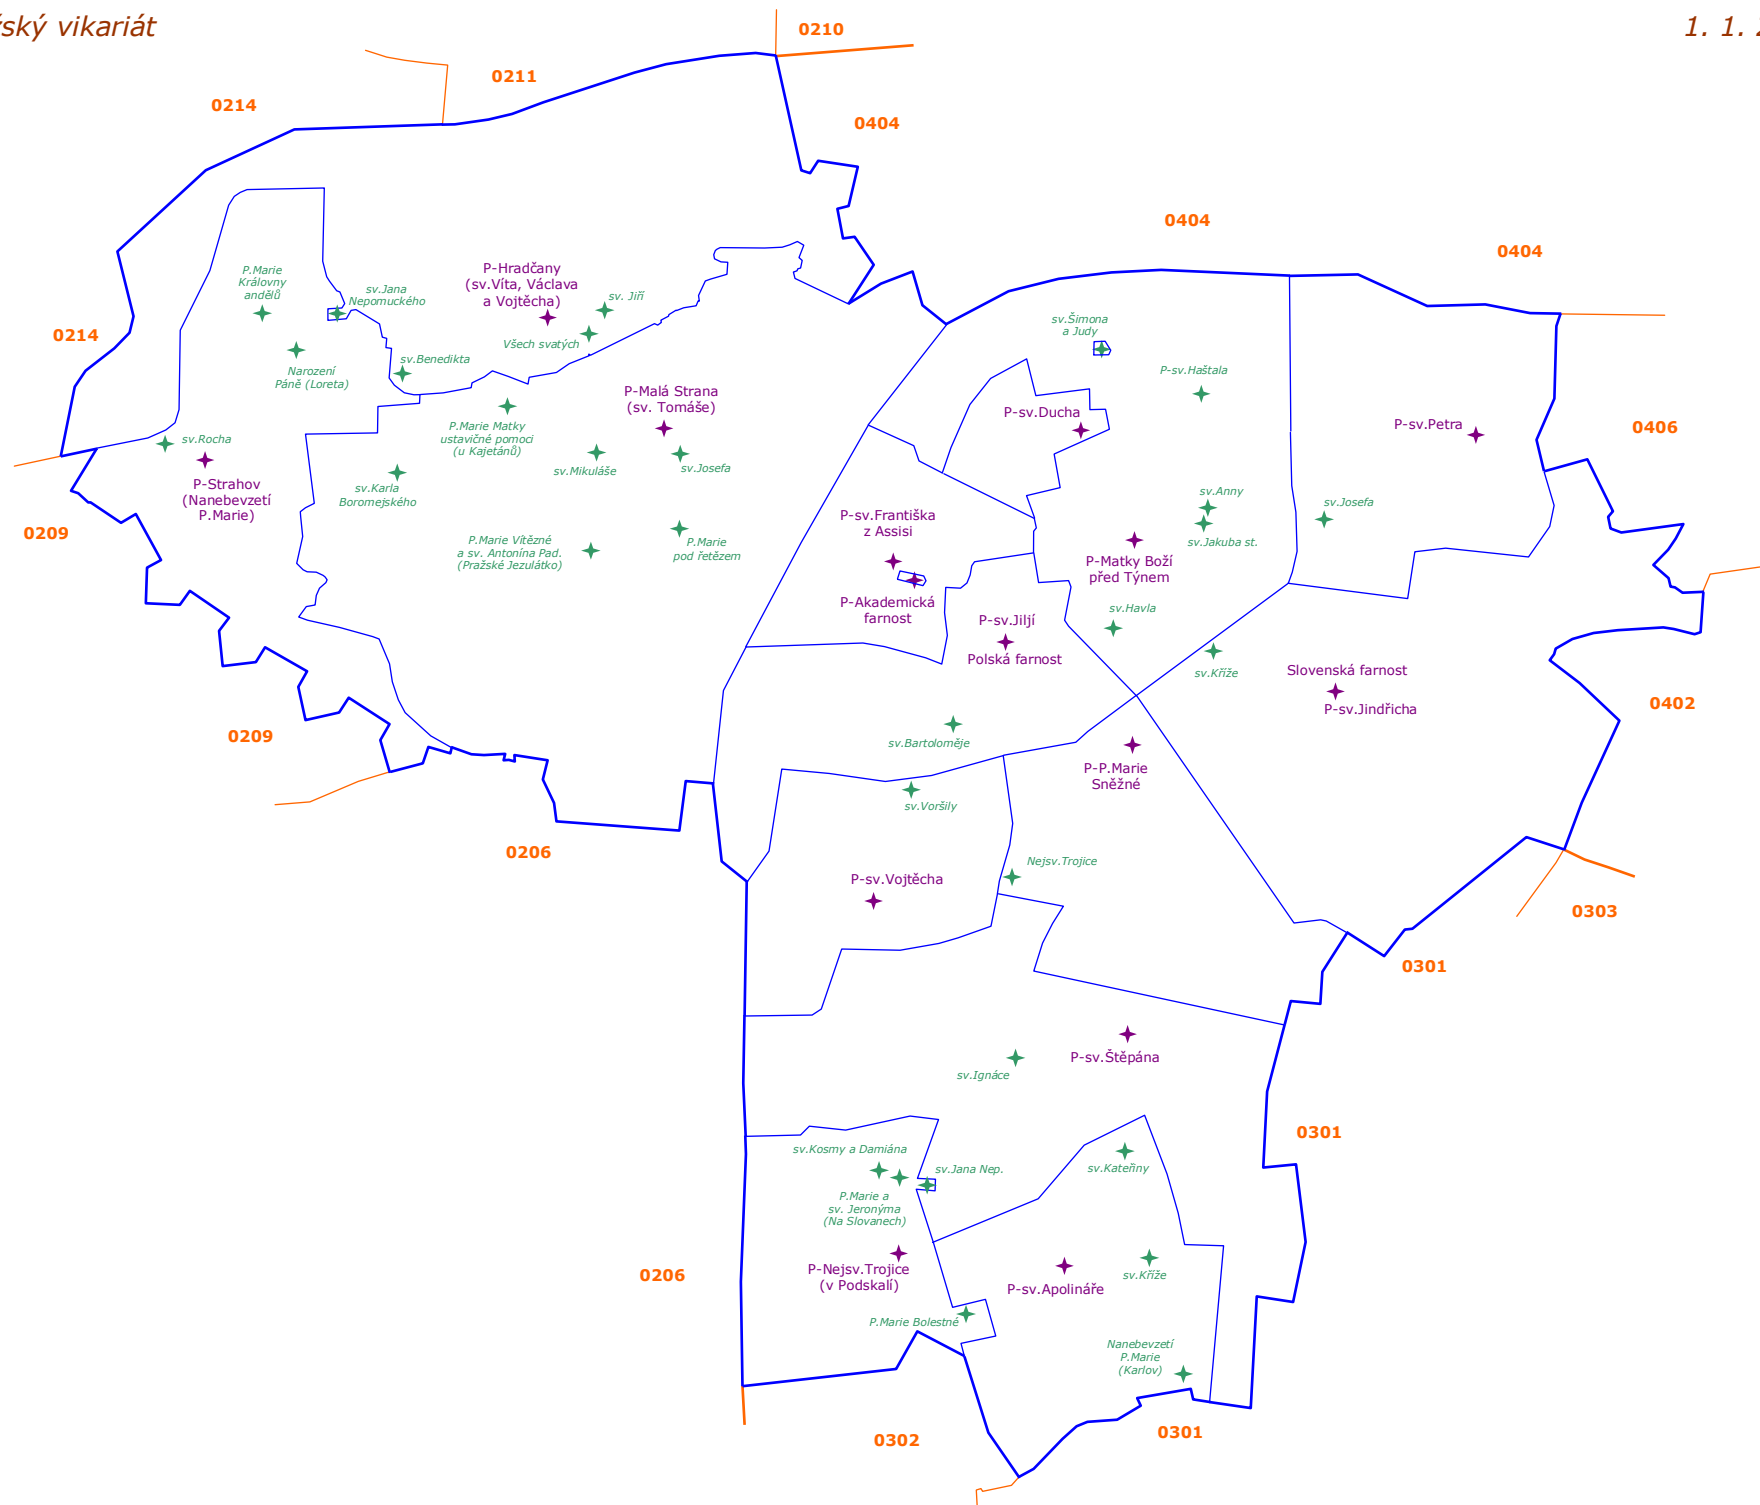 ský vikariát
1. 1.
0210
0211
0214
0404
0404
0404
0214
P.Marie
Královny
andělů
sv.Jana
Nepomuckého
P-Hradčany
(sv.Víta, Václava
a Vojtěcha)
sv. Jiří
Všech svatých
Narození
Páně (Loreta)
sv.Benedikta
sv.Šimona
a Judy
P-sv.Haštala
P-Malá Strana
(sv. Tomáše)
P-sv.Ducha
P-sv.Petra
0406
P.Marie Matky
ustavičné pomoci
(u Kajetánů)
sv.Rocha
P-Strahov
(Nanebevzetí
P.Marie)
sv.Karla
Boromejského
sv.Mikuláše
sv.Josefa
sv.Anny
sv.Jakuba st.
sv.Josefa
0209
P.Marie Vítězné
a sv. Antonína Pad.
(Pražské Jezulátko)
P.Marie
pod řetězem
P-sv.Františka
z Assisi
P-Matky Boží
před Týnem
P-Akademická
farnost
P-sv.Jiljí
Polská farnost
sv.Havla
sv.Kříže
Slovenská farnost
P-sv.Jindřicha
0402
0209
sv.Bartoloměje
P-P.Marie
Sněžné
sv.Voršily
0206
Nejsv.Trojice
P-sv.Vojtěcha
0303
0301
P-sv.Štěpána
sv.Ignáce
0301
sv.Kosmy a Damiána
sv.Jana Nep.
sv.Kateřiny
P.Marie a
sv. Jeronýma
(Na Slovanech)
0206
P-Nejsv.Trojice
(v Podskalí)
P-sv.Apolináře
sv.Kříže
P.Marie Bolestné
Nanebevzetí
P.Marie
(Karlov)
0302
0301